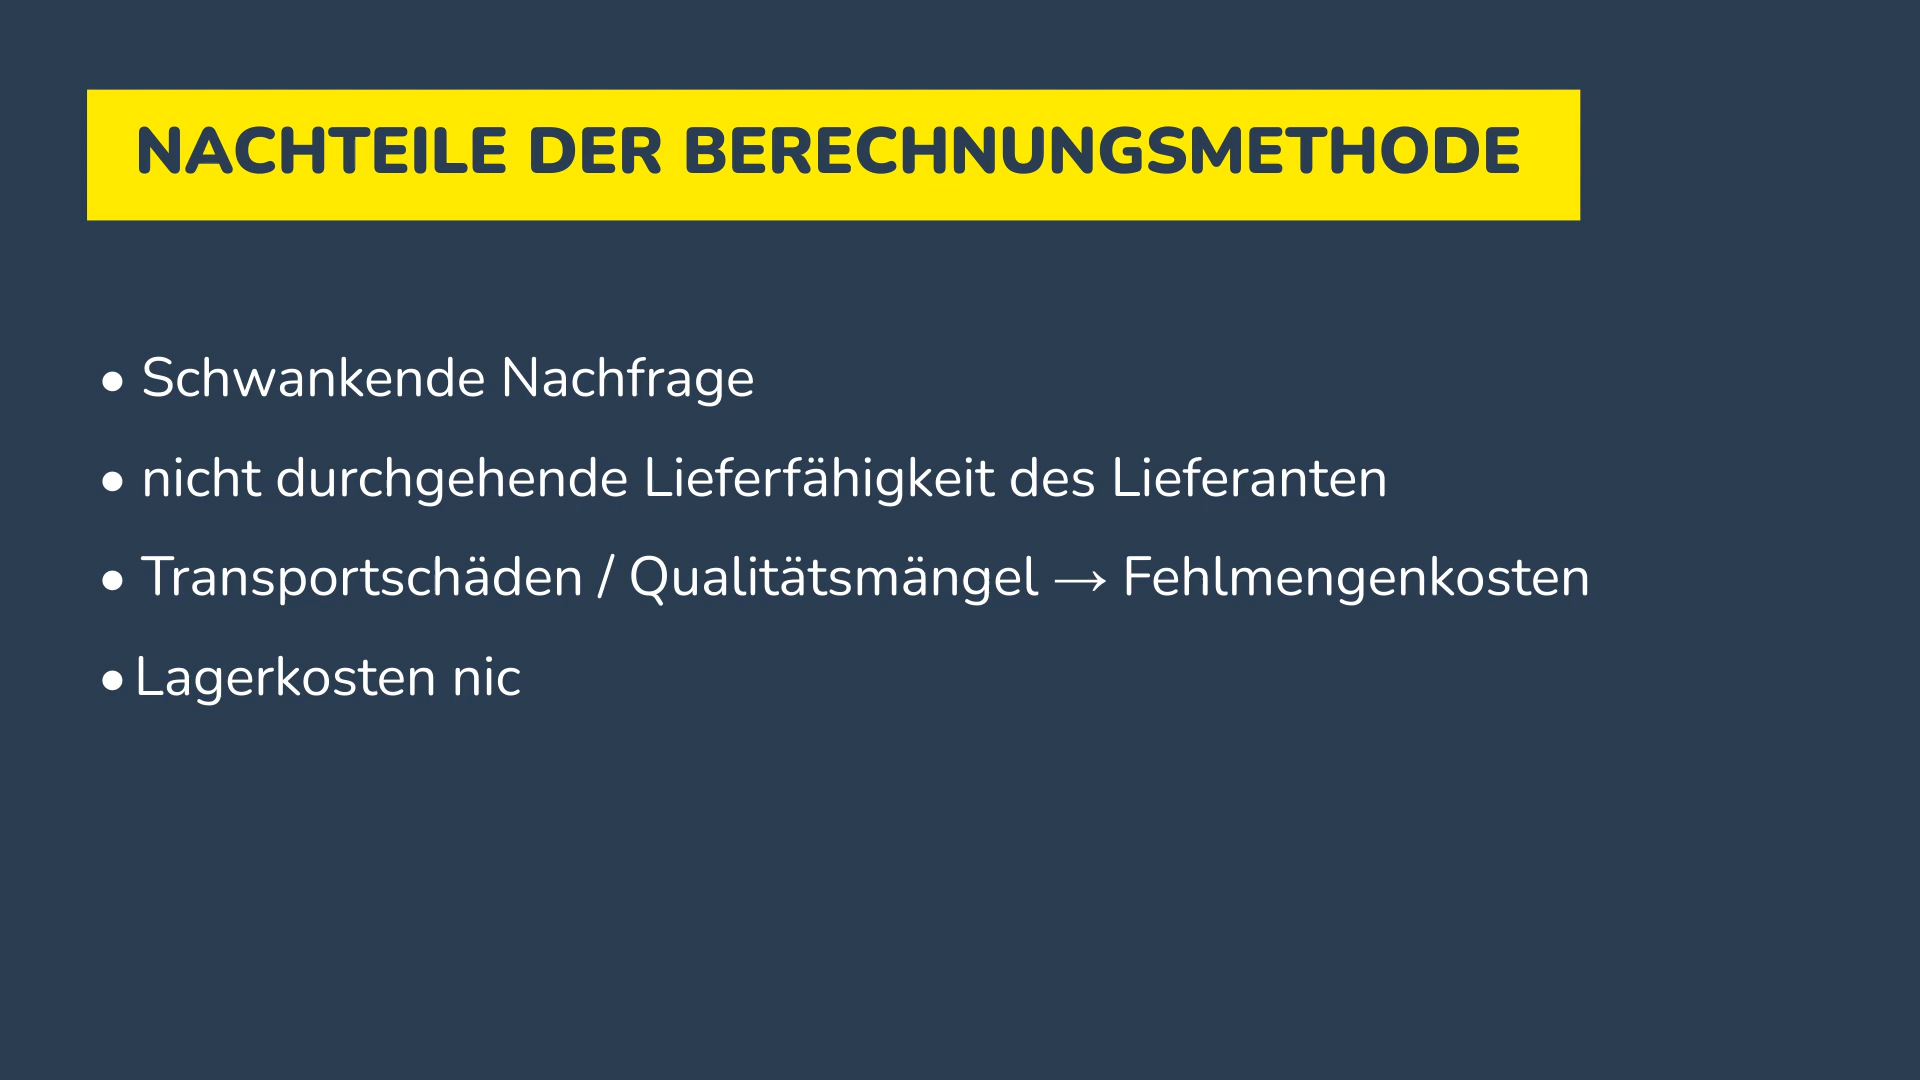 NACHTEILE DER BERECHNUNGSMETHODE
• Schwankende Nachfrage
• nicht durchgehende Lieferfähigkeit des Lieferanten
• Transportschäden / Qualitätsmängel → Fehlmengenkosten
• Lagerkosten nic